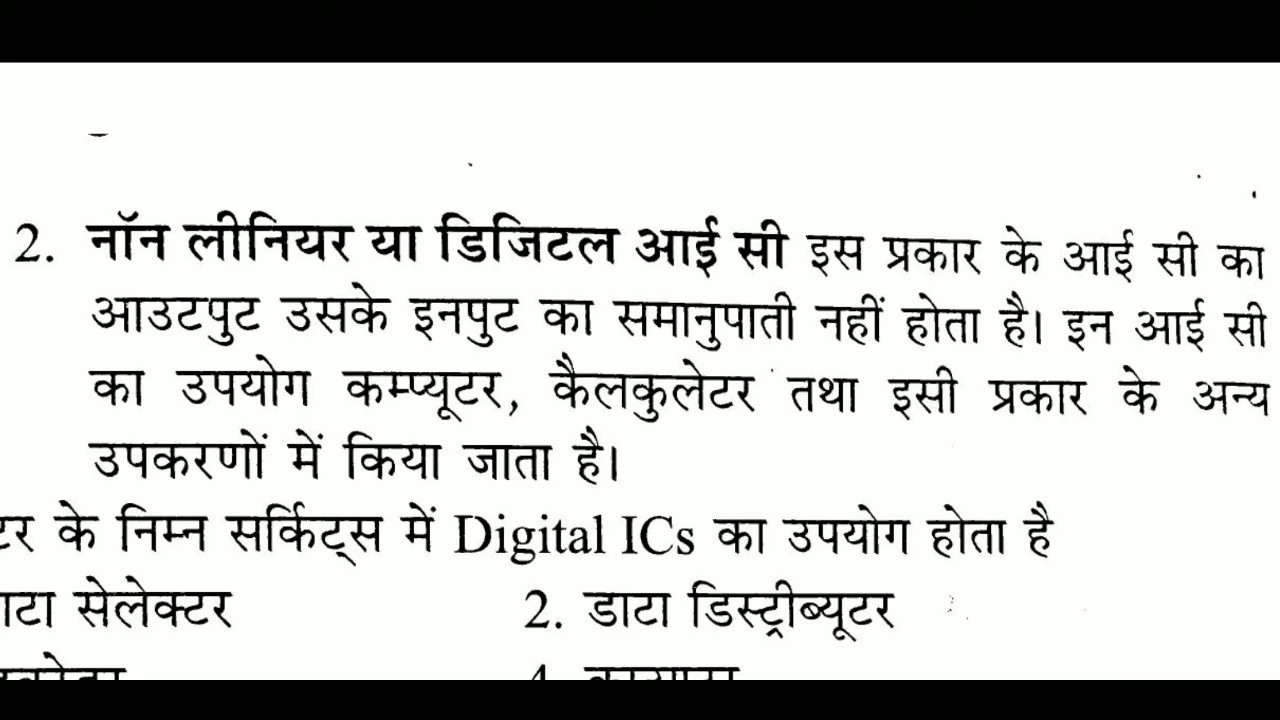 2. नॉन लीनियर या डिजिटल आई सी इस प्रकार के आई सी का
आउटपुट उसके इनपुट का समानुपाती नहीं होता है। इन आई सी
का उपयोग कम्प्यूटर, कैलकुलेटर तथा इसी प्रकार के अन्य
उपकरणों में किया जाता है।
के निम्न सर्किट्स में Digital ICs का उपयोग होता है
सेलेक्टर 2. डाटा डिस्ट्रीब्यूटर